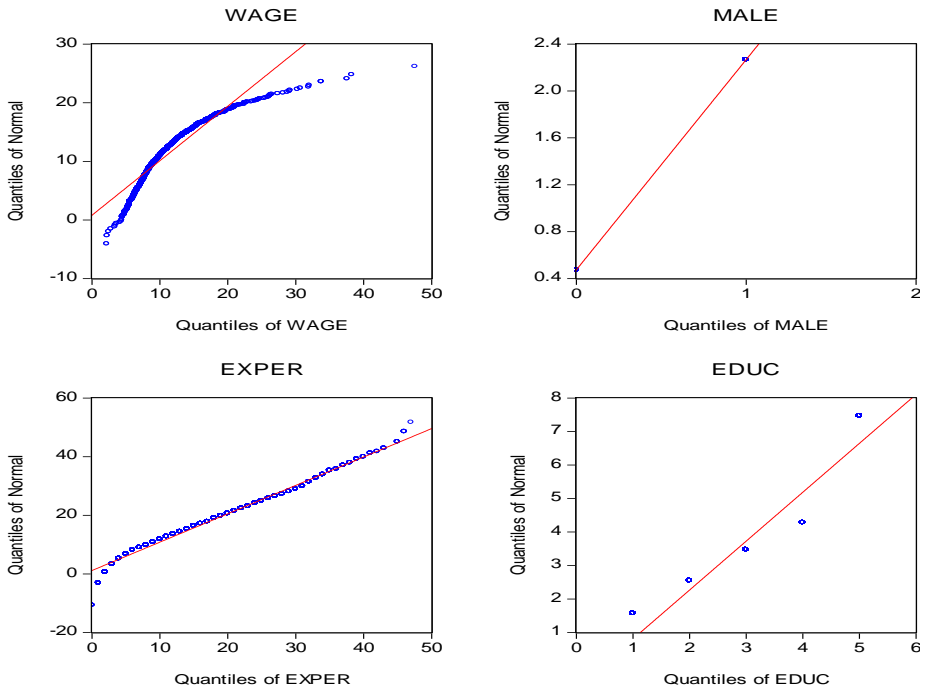 WAGE
Quantiles of Normal
30
20
10
0
-10
0 10 20 30 40 50
Quantiles of WAGE
MALE
Quantiles of Normal
2.4
2.0
1.6
1.2
0.8
0.4
0 1 2
Quantiles of MALE
EXPER
Quantiles of Normal
60
40
20
0
-20
0 10 20 30 40 50
Quantiles of EXPER
EDUC
Quantiles of Normal
8
7
6
5
4
3
2
1
0 1 2 3 4 5 6
Quantiles of EDUC